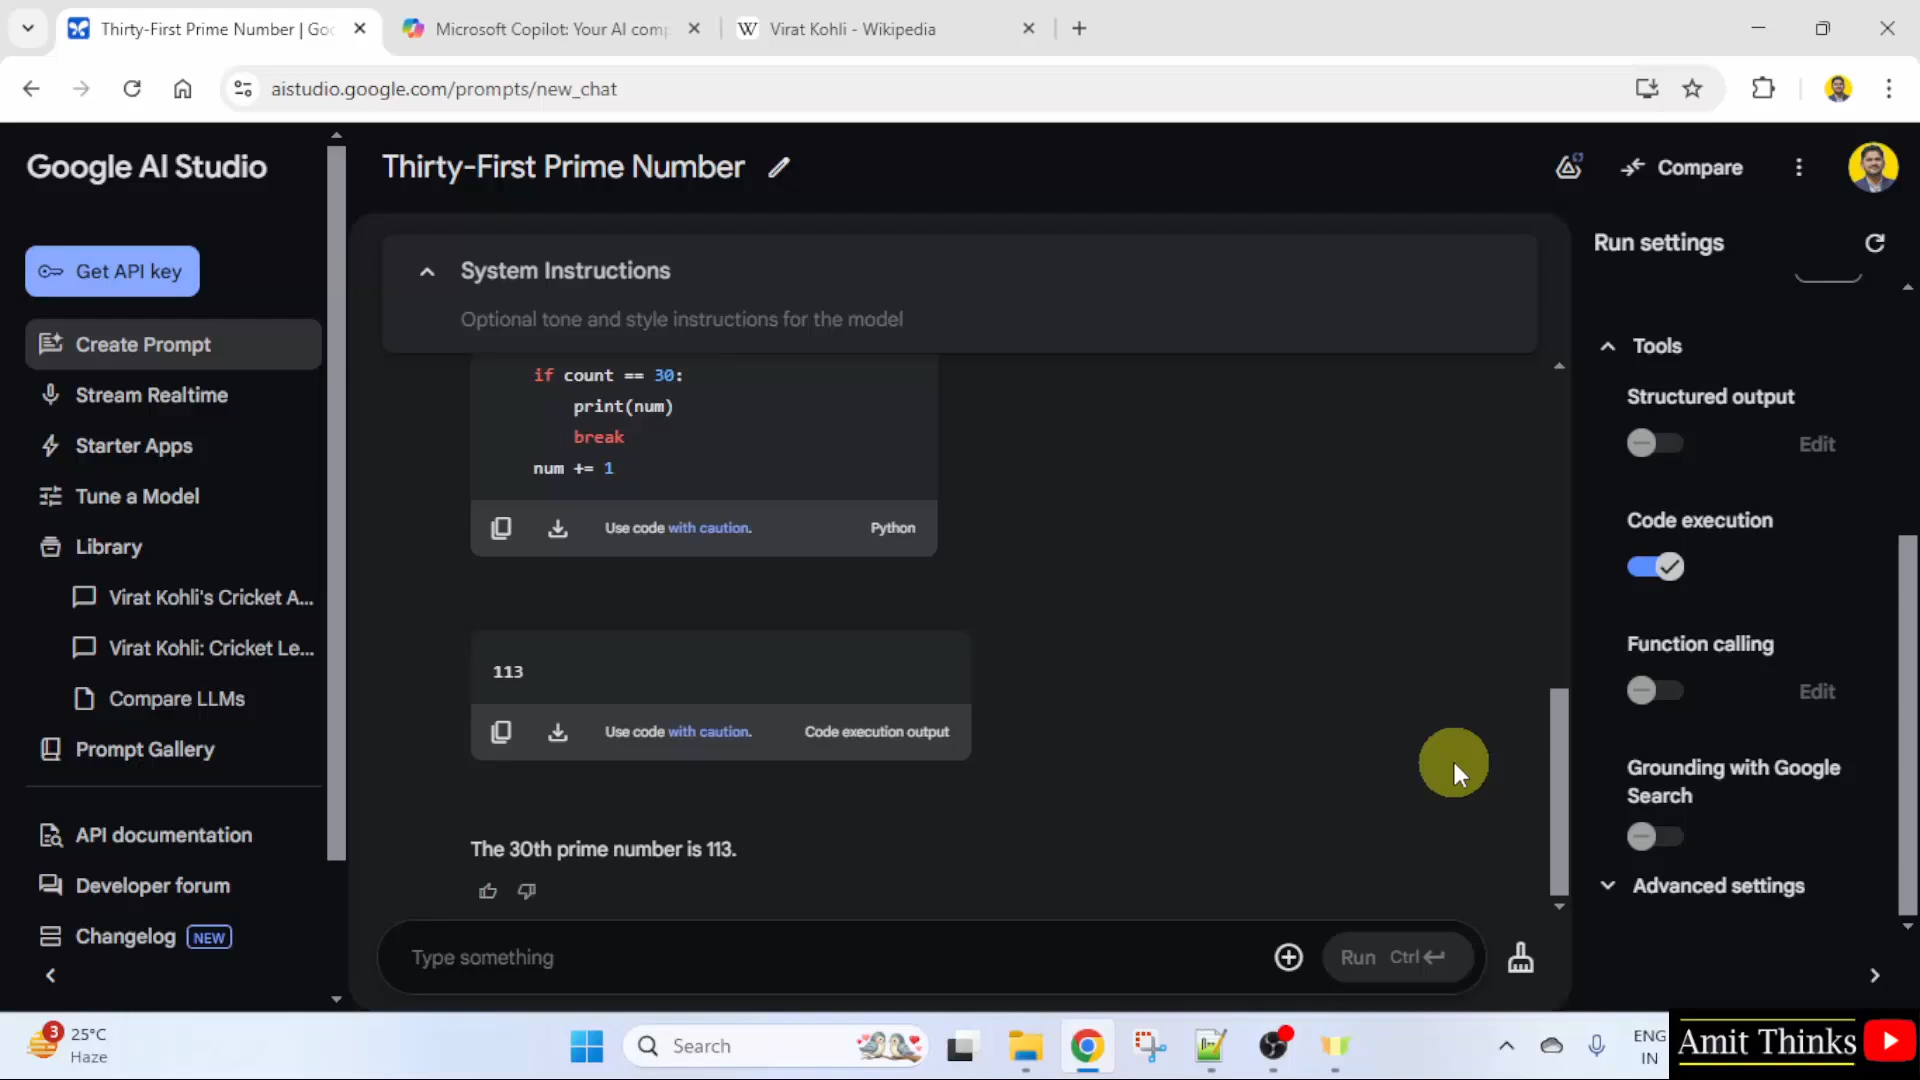 Thirty-First Prime Number | Goo
Microsoft Copilot: Your AI comp
W Virat Kohli - Wikipedia
aistudio.google.com/prompts/new_chat
Google AI Studio
Thirty-First Prime Number
Compare
Get API key
Create Prompt
Stream Realtime
Starter Apps
Tune a Model
Library
Virat Kohli's Cricket A...
Virat Kohli: Cricket Le...
Compare LLMs
Prompt Gallery
API documentation
Developer forum
Changelog NEW
System Instructions
Optional tone and style instructions for the model
if count == 30:
print(num)
break
num += 1
Use code with caution. Python
113
Use code with caution. Code execution output
The 30th prime number is 113.
Type something
Run Ctrl
Run settings
Tools
Structured output
Edit
Code execution
Function calling
Edit
Grounding with Google
Search
Advanced settings
3
25°C
Haze
Search
ENG
IN
Amit Thinks